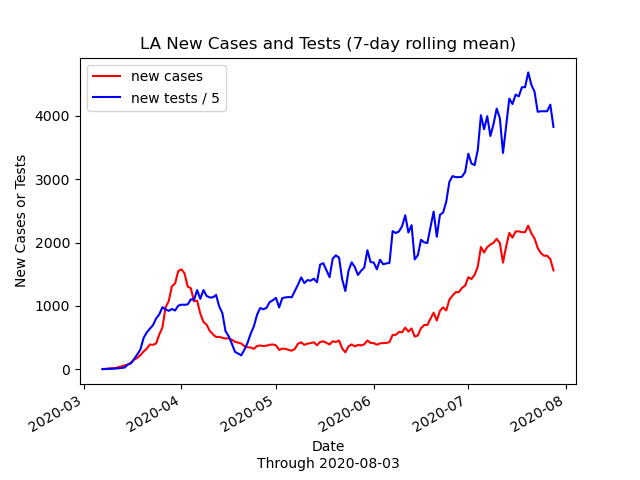 LA New Cases and Tests (7-day rolling mean)
new cases
new tests / 5
4000
3000
2000
1000
0
New Cases or Tests
2020-03
2020-04
2020-05
2020-06
2020-07
2020-08
Date
Through 2020-08-03